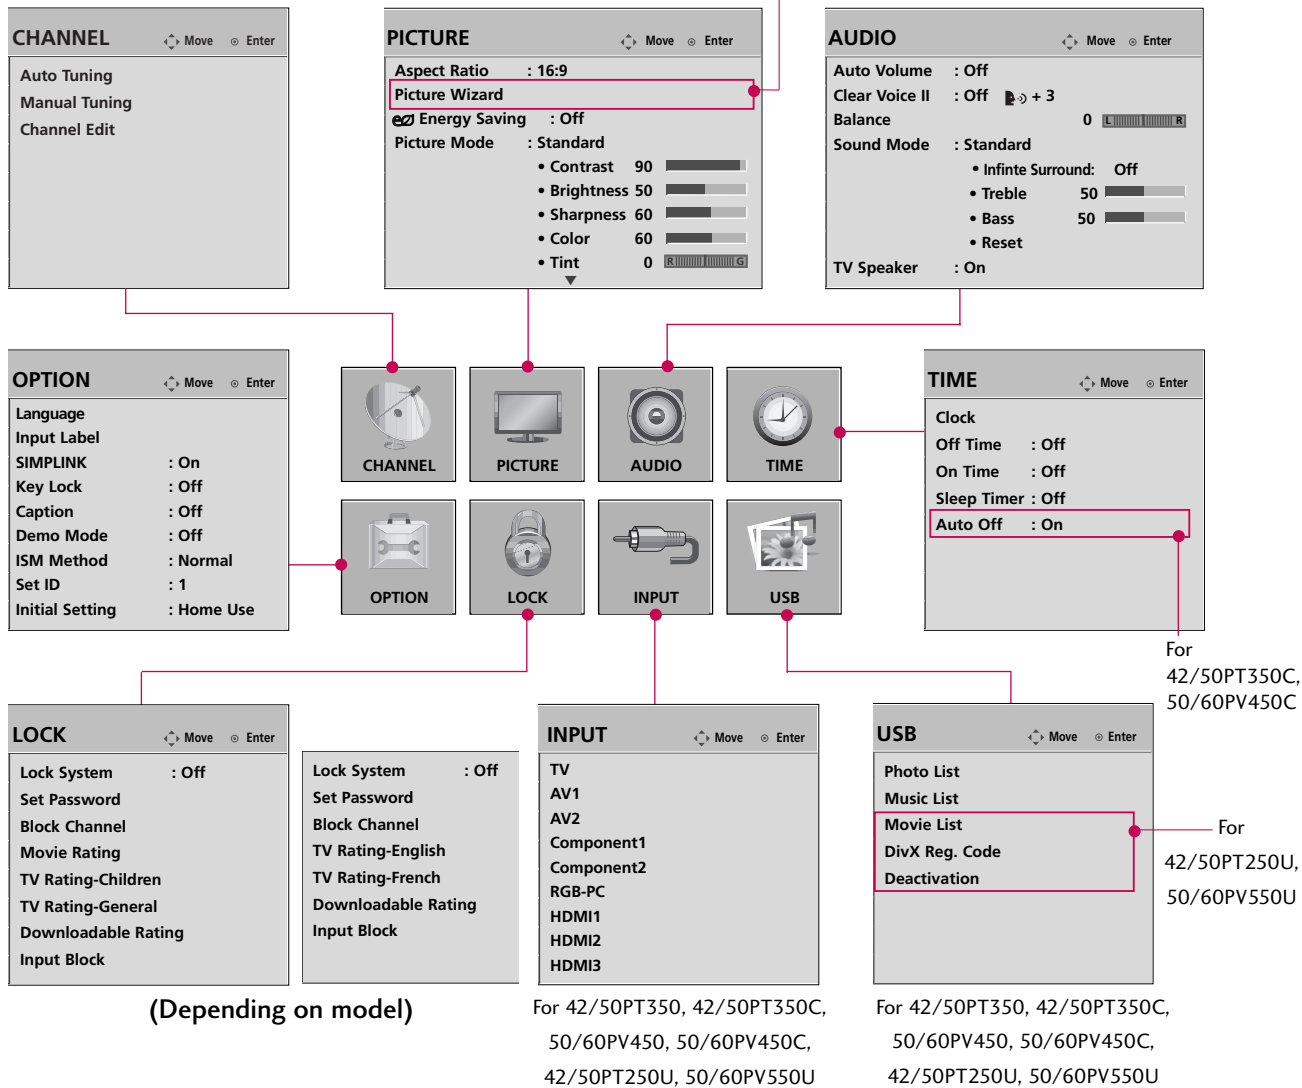 CHANNEL Move Enter
Auto Tuning
Manual Tuning
Channel Edit
PICTURE Move Enter
Aspect Ratio : 16:9
Picture Wizard
Energy Saving : Off
Picture Mode : Standard
• Contrast 90
• Brightness 50
• Sharpness 60
• Color 60
• Tint 0 R G
AUDIO Move Enter
Auto Volume : Off
Clear Voice II : Off + 3
Balance 0 L R
Sound Mode : Standard
• Infinte Surround: Off
• Treble 50
• Bass 50
• Reset
TV Speaker : On
OPTION Move Enter
Language
Input Label
SIMPLINK : On
Key Lock : Off
Caption : Off
Demo Mode : Off
ISM Method : Normal
Set ID : 1
Initial Setting : Home Use
CHANNEL
PICTURE
AUDIO
TIME
OPTION
LOCK
INPUT
USB
TIME Move Enter
Clock
Off Time : Off
On Time : Off
Sleep Timer : Off
Auto Off : On
For
42/50PT350C,
50/60PV450C
LOCK Move Enter
Lock System : Off
Set Password
Block Channel
Movie Rating
TV Rating-Children
TV Rating-General
Downloadable Rating
Input Block
Lock System : Off
Set Password
Block Channel
TV Rating-English
TV Rating-French
Downloadable Rating
Input Block
(Depending on model)
INPUT Move Enter
TV
AV1
AV2
Component1
Component2
RGB-PC
HDMI1
HDMI2
HDMI3
For 42/50PT350, 42/50PT350C,
50/60PV450, 50/60PV450C,
42/50PT250U, 50/60PV550U
USB Move Enter
Photo List
Music List
Movie List
DivX Reg. Code
Deactivation
For
42/50PT250U,
50/60PV550U
For 42/50PT350, 42/50PT350C,
50/60PV450, 50/60PV450C,
42/50PT250U, 50/60PV550U